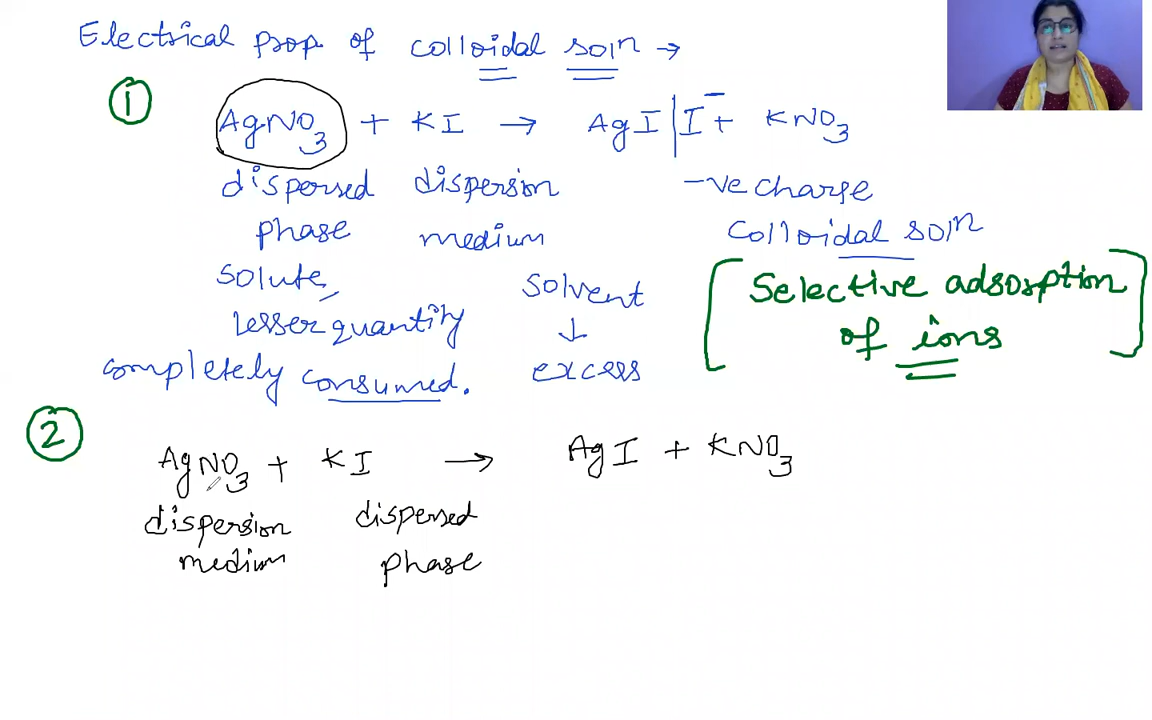 Electrical prop. of colloidal soln →
① AgNO3 + KI → AgI | I⁻ + KNO3
dispersed dispersion -ve charge
phase medium colloidal soln
solute, solvent [Selective adsorption
lesser quantity ↓ of ions]
completely consumed. excess
② AgNO3 + KI → AgI + KNO3
dispersion dispersed
medium phase